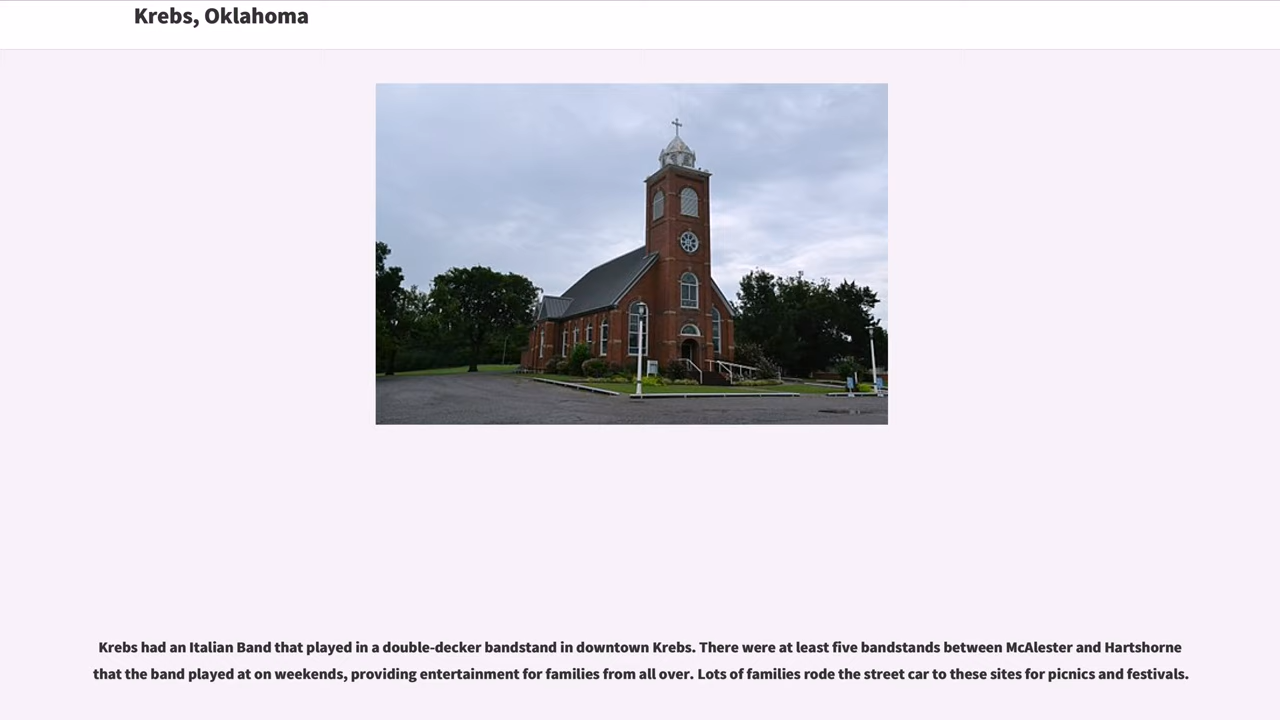 Krebs, Oklahoma
Krebs had an Italian Band that played in a double-decker bandstand in downtown Krebs. There were at least five bandstands between McAlester and Hartshorne
that the band played at on weekends, providing entertainment for families from all over. Lots of families rode the street car to these sites for picnics and festivals.